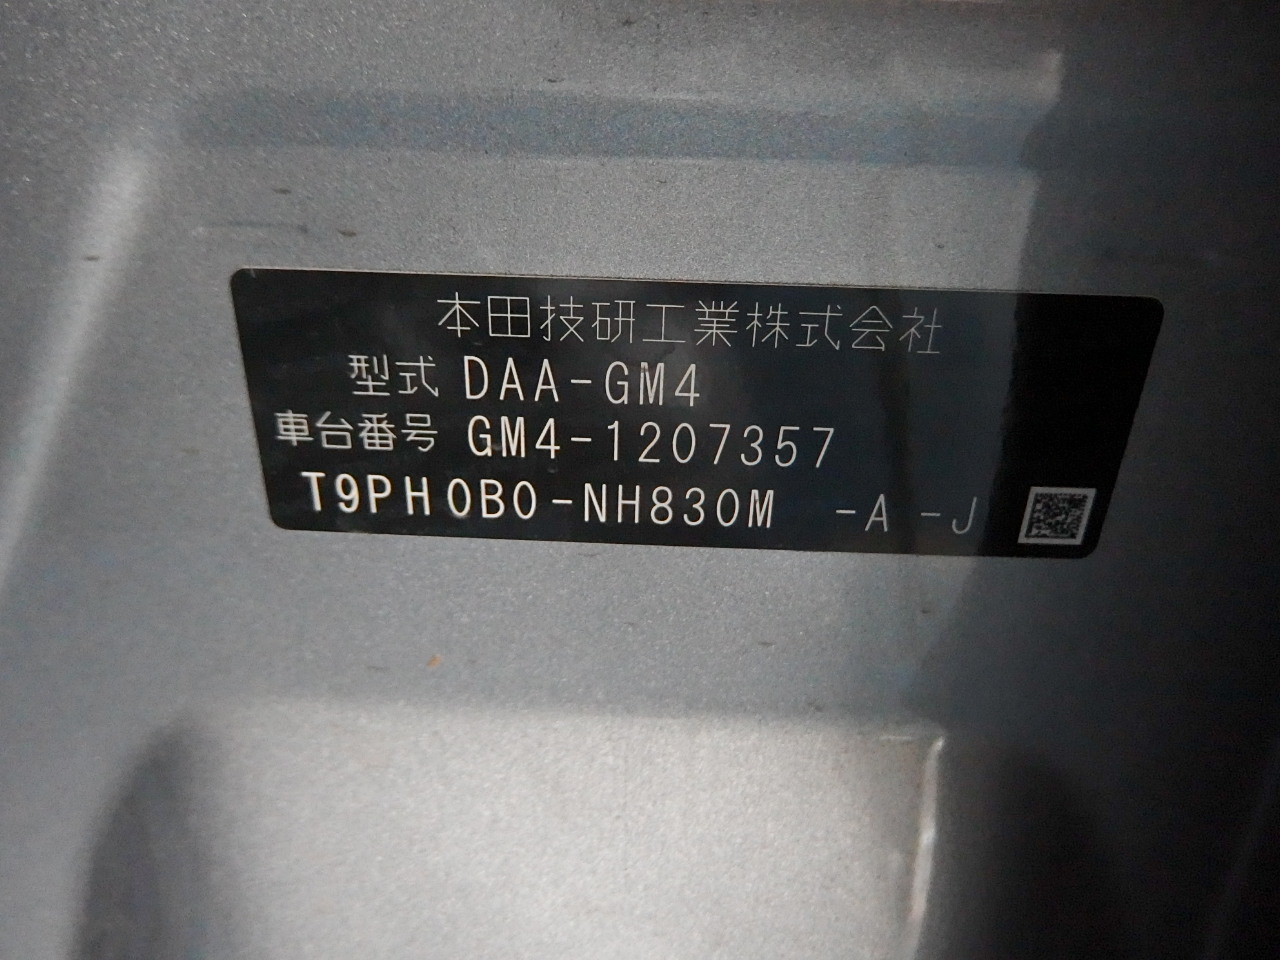 本田技研工業株式会社
型式 DAA-GM4
車台番号 GM4-1207357
T9PH0B0-NH830M -A -J